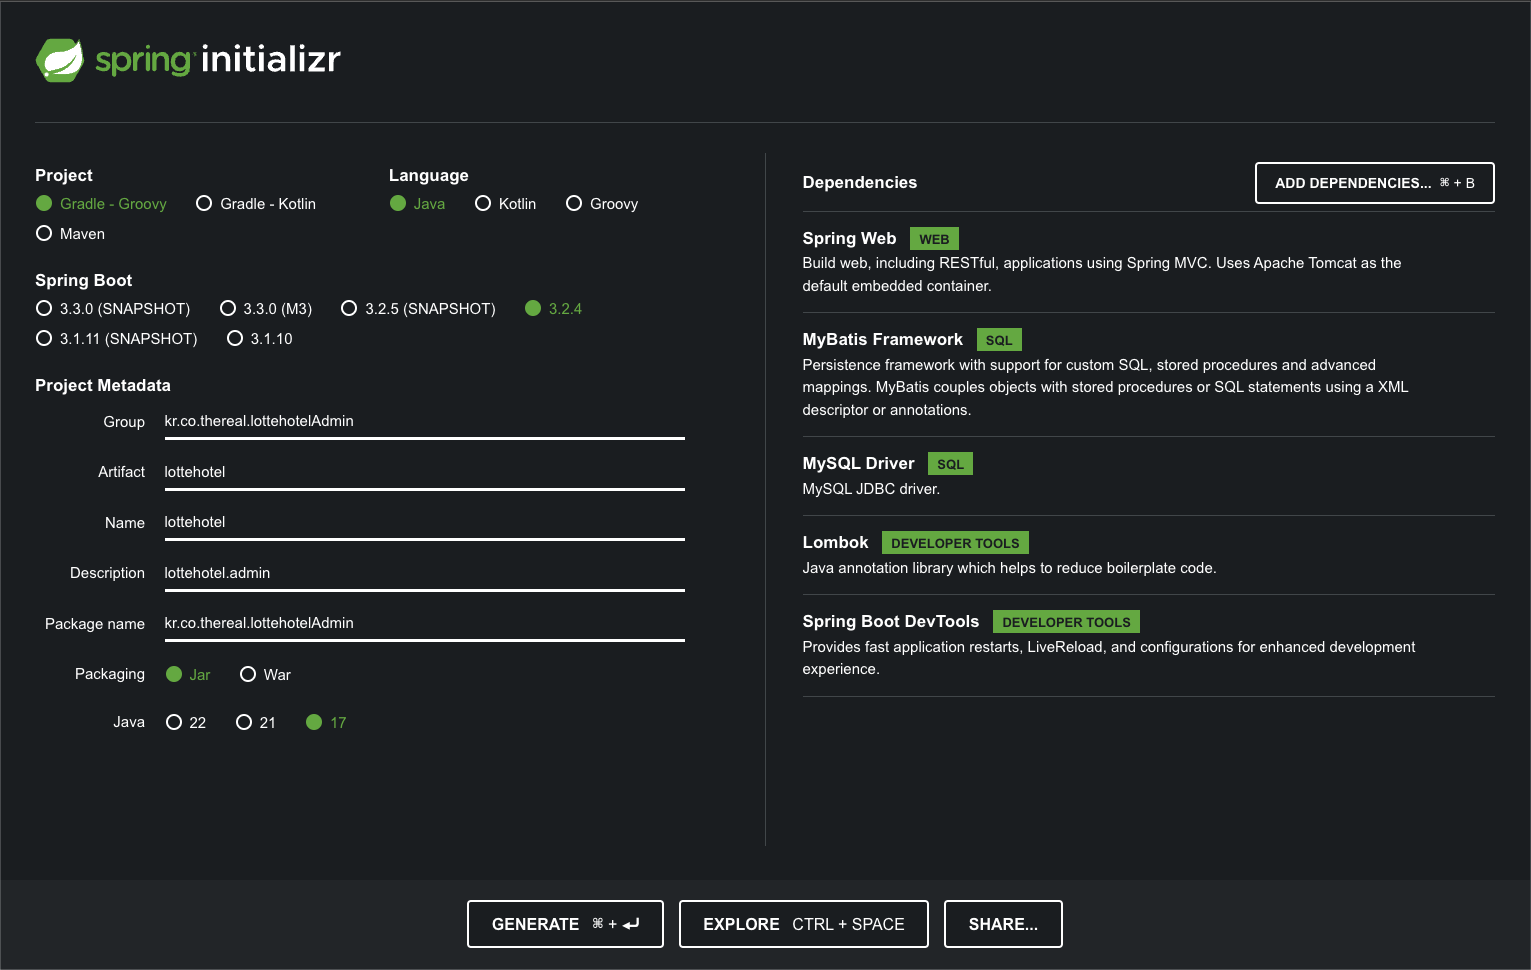 spring initializr
Project
Gradle - Groovy Gradle - Kotlin
Maven
Language
Java Kotlin Groovy
Spring Boot
3.3.0 (SNAPSHOT) 3.3.0 (M3) 3.2.5 (SNAPSHOT) 3.2.4
3.1.11 (SNAPSHOT) 3.1.10
Project Metadata
Group kr.co.thereal.lottehotelAdmin
Artifact lottehotel
Name lottehotel
Description lottehotel.admin
Package name kr.co.thereal.lottehotelAdmin
Packaging Jar War
Java 22 21 17
Dependencies ADD DEPENDENCIES... ⌘ + B
Spring Web WEB
Build web, including RESTful, applications using Spring MVC. Uses Apache Tomcat as the
default embedded container.
MyBatis Framework SQL
Persistence framework with support for custom SQL, stored procedures and advanced
mappings. MyBatis couples objects with stored procedures or SQL statements using a XML
descriptor or annotations.
MySQL Driver SQL
MySQL JDBC driver.
Lombok DEVELOPER TOOLS
Java annotation library which helps to reduce boilerplate code.
Spring Boot DevTools DEVELOPER TOOLS
Provides fast application restarts, LiveReload, and configurations for enhanced development
experience.
GENERATE ⌘ + ⏎ EXPLORE CTRL + SPACE SHARE...